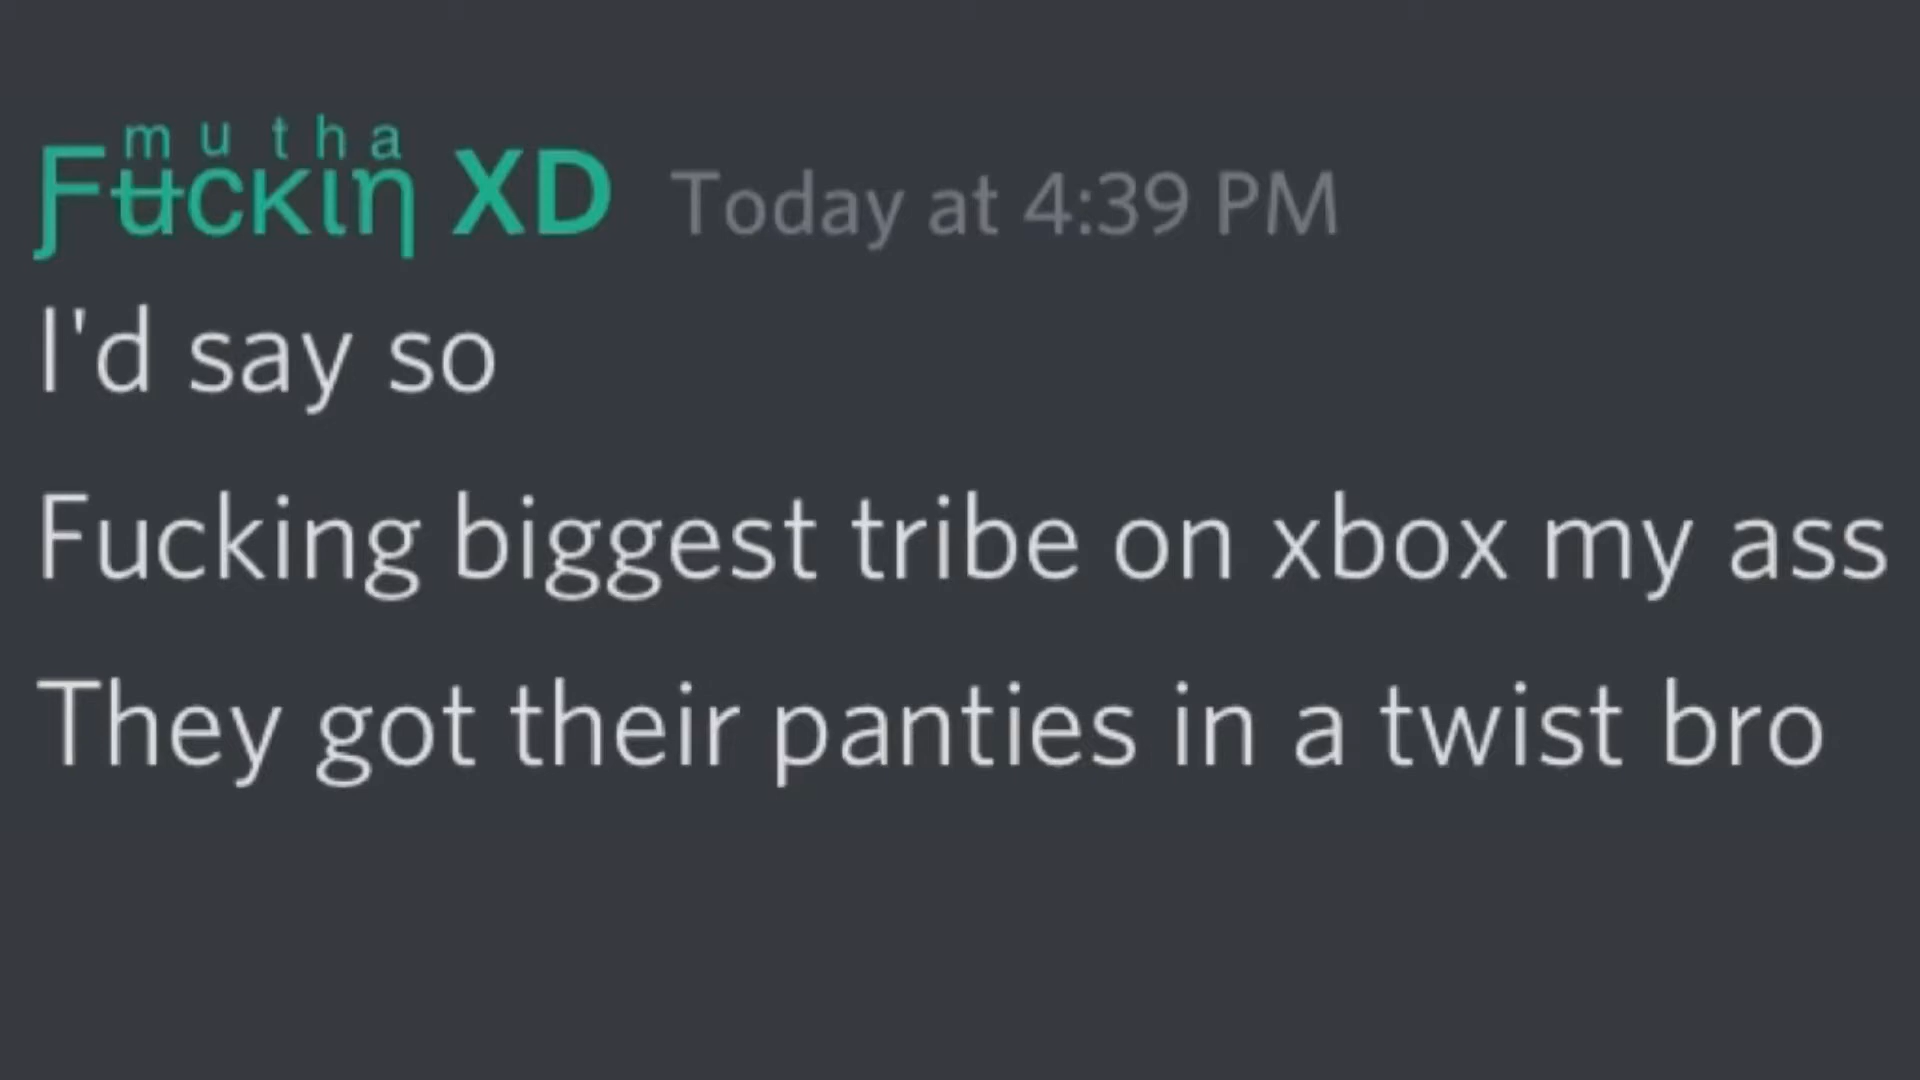 Ƒʉcκιη XD Today at 4:39 PM
mutha
I'd say so
Fucking biggest tribe on xbox my ass
They got their panties in a twist bro